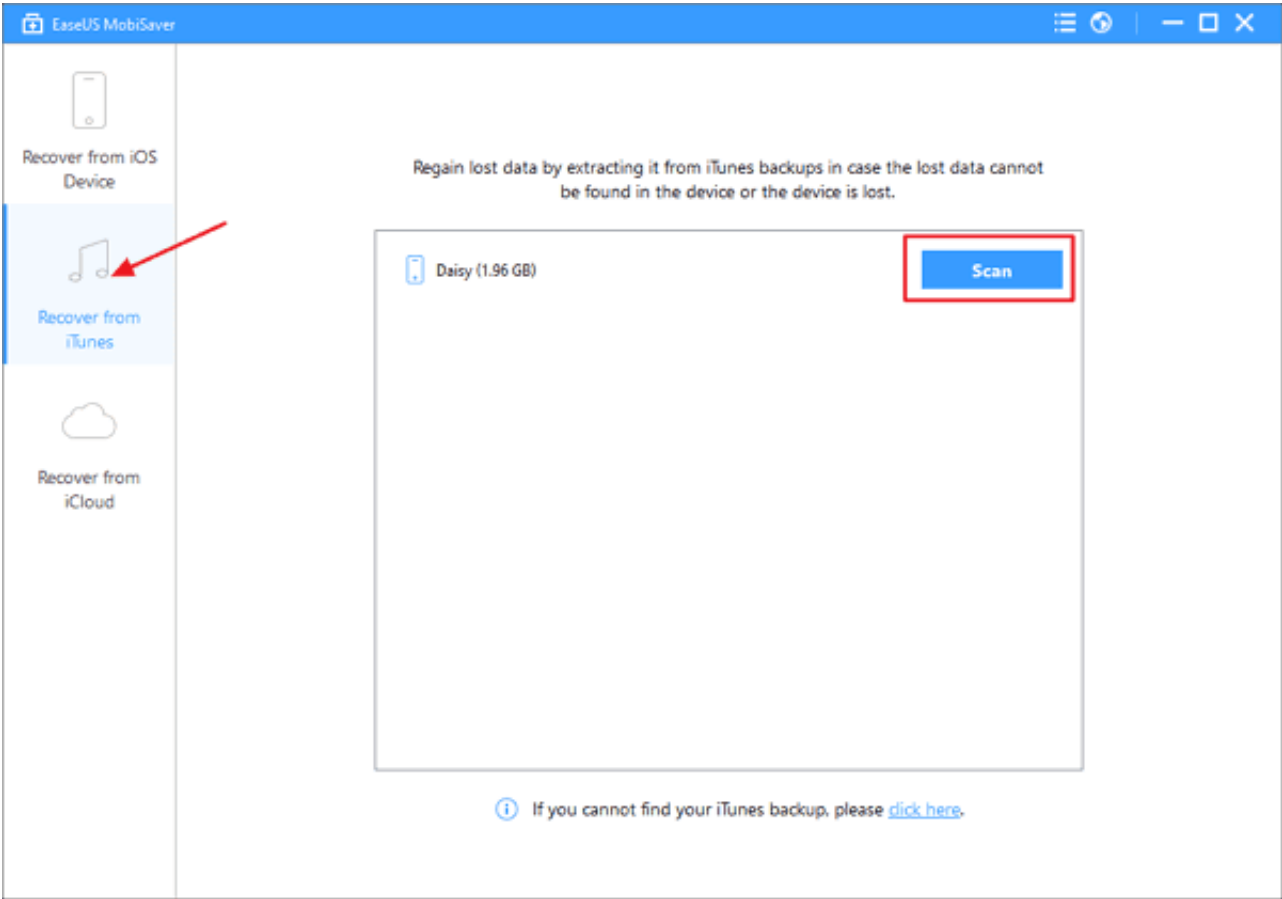 EaseUS MobiSaver
Recover from iOS
Device
Recover from
iTunes
Recover from
iCloud
Regain lost data by extracting it from iTunes backups in case the lost data cannot
be found in the device or the device is lost.
Daisy (1.96 GB)
Scan
If you cannot find your iTunes backup, please click here.